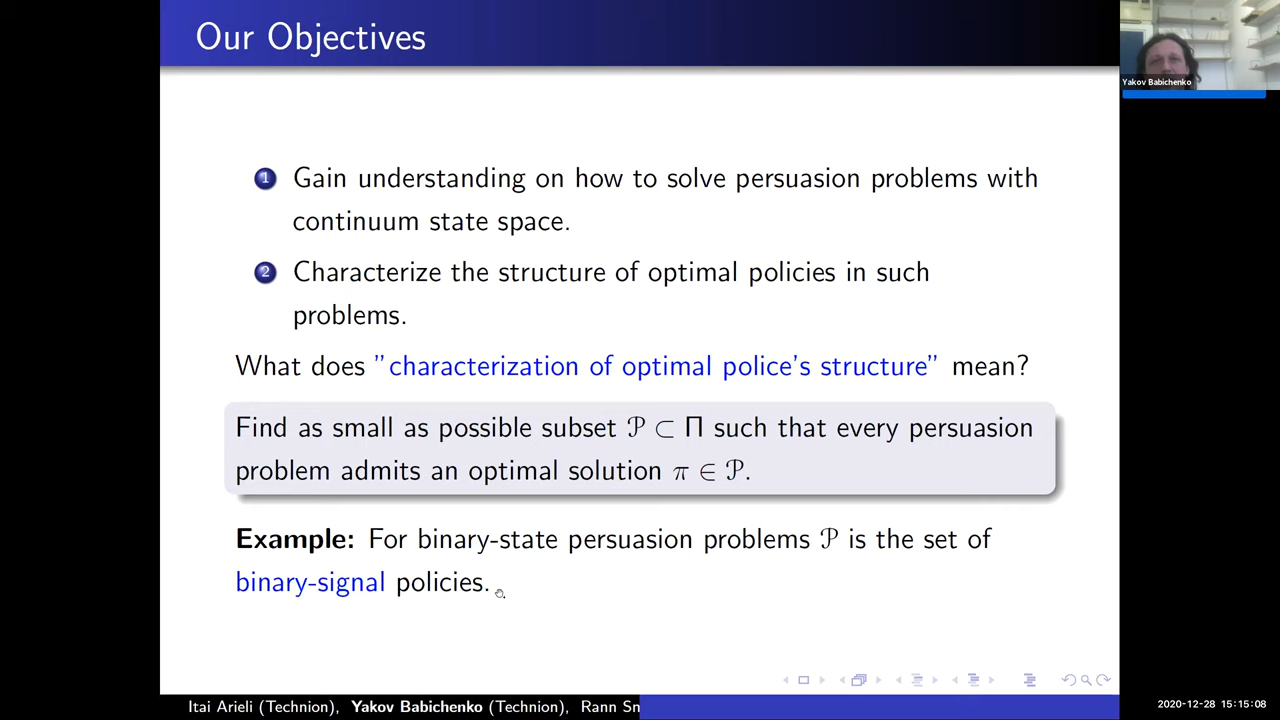 Our Objectives
Yakov Babichenko
1 Gain understanding on how to solve persuasion problems with
continuum state space.
2 Characterize the structure of optimal policies in such
problems.
What does ”characterization of optimal police's structure” mean?
Find as small as possible subset 𝒫 ⊂ Π such that every persuasion
problem admits an optimal solution π ∈ 𝒫.
Example: For binary-state persuasion problems 𝒫 is the set of
binary-signal policies.
Itai Arieli (Technion), Yakov Babichenko (Technion), Rann Sn
2020-12-28 15:15:08